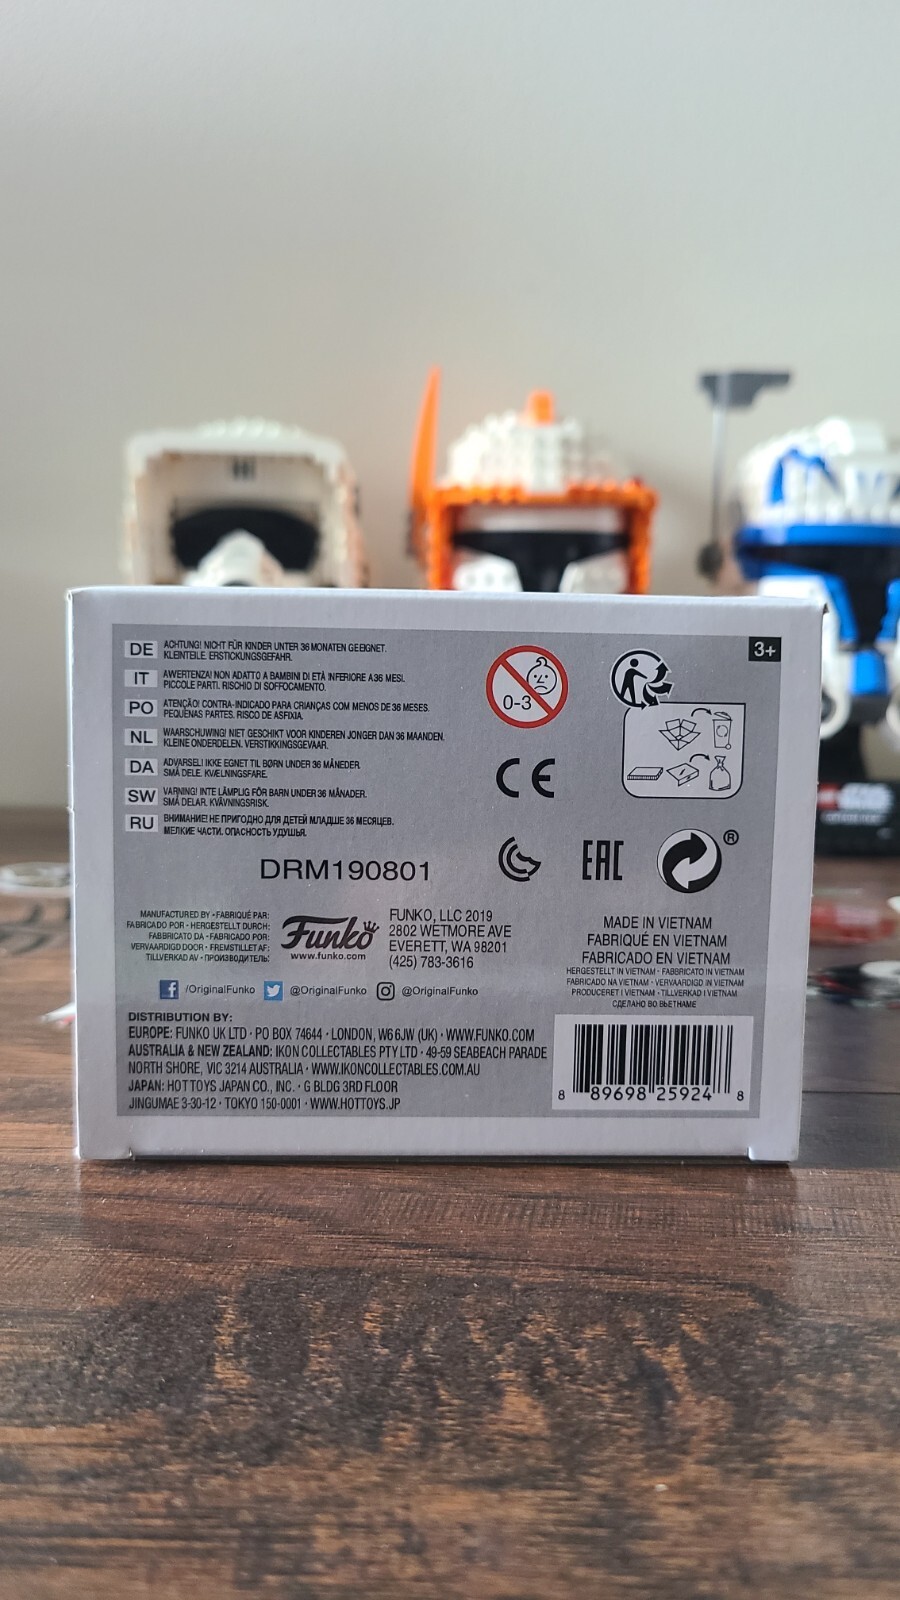 DE ACHTUNG! NICHT FÜR KINDER UNTER 36 MONATEN GEEIGNET.
KLEINTEILE. ERSTICKUNGSGEFAHR.
IT AWERTENZA! NON ADATTO A BAMBINI DI ETÀ INFERIORE A 36 MESI.
PICCOLE PARTI. RISCHIO DI SOFFOCAMENTO.
PO ATENÇÃO! CONTRA-INDICADO PARA CRIANÇAS COM MENOS DE 36 MESES.
PEQUENAS PARTES. RISCO DE ASFIXIA.
NL WAARSCHUWING! NIET GESCHIKT VOOR KINDEREN JONGER DAN 36 MAANDEN.
KLEINE ONDERDELEN. VERSTIKKINGSGEVAAR.
DA ADVARSEL! IKKE EGNET TIL BØRN UNDER 36 MÅNEDER.
SMÅ DELE. KVÆLNINGSFARE.
SW VARNING! INTE LÄMPLIG FÖR BARN UNDER 36 MÅNADER.
SMÅ DELAR. KVÄVNINGSRISK.
RU ВНИМАНИЕ! НЕ ПРИГОДНО ДЛЯ ДЕТЕЙ МЛАДШЕ 36 МЕСЯЦЕВ.
МЕЛКИЕ ЧАСТИ. ОПАСНОСТЬ УДУШЬЯ.
0-3
3+
CE
EAC
®
DRM190801
MANUFACTURED BY • FABRIQUÉ PAR:
FABRICADO POR • HERGESTELLT DURCH:
FABBRICATO DA • FABRICADO POR:
VERVAARDIGD DOOR • FREMSTILLET AF:
TILLVERKAD AV • ПРОИЗВОДИТЕЛЬ:
Funko
www.funko.com
FUNKO, LLC 2019
2802 WETMORE AVE
EVERETT, WA 98201
(425) 783-3616
/OriginalFunko @OriginalFunko @OriginalFunko
MADE IN VIETNAM
FABRIQUÉ EN VIETNAM
FABRICADO EN VIETNAM
HERGESTELLT IN VIETNAM • FABBRICATO IN VIETNAM
FABRICADO NA VIETNAM • VERVAARDIGD IN VIETNAM
PRODUCERET I VIETNAM • TILLVERKAD I VIETNAM
СДЕЛАНО ВО ВЬЕТНАМЕ
DISTRIBUTION BY:
EUROPE: FUNKO UK LTD • PO BOX 74644 • LONDON, W6 6JW (UK) • WWW.FUNKO.COM
AUSTRALIA & NEW ZEALAND: IKON COLLECTABLES PTY LTD • 49-59 SEABEACH PARADE
NORTH SHORE, VIC 3214 AUSTRALIA • WWW.IKONCOLLECTABLES.COM.AU
JAPAN: HOT TOYS JAPAN CO., INC. • G BLDG 3RD FLOOR
JINGUMAE 3-30-12 • TOKYO 150-0001 • WWW.HOTTOYS.JP
8 89698 25924 8